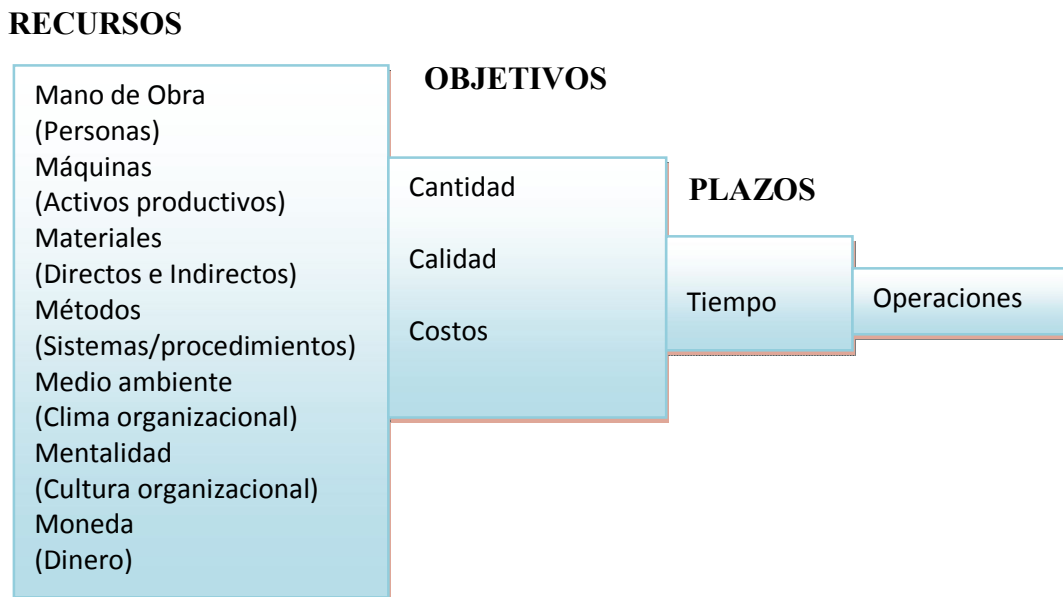 RECURSOS
Mano de Obra
(Personas)
Máquinas
(Activos productivos)
Materiales
(Directos e Indirectos)
Métodos
(Sistemas/procedimientos)
Medio ambiente
(Clima organizacional)
Mentalidad
(Cultura organizacional)
Moneda
(Dinero)
OBJETIVOS
Cantidad
Calidad
Costos
PLAZOS
Tiempo
Operaciones